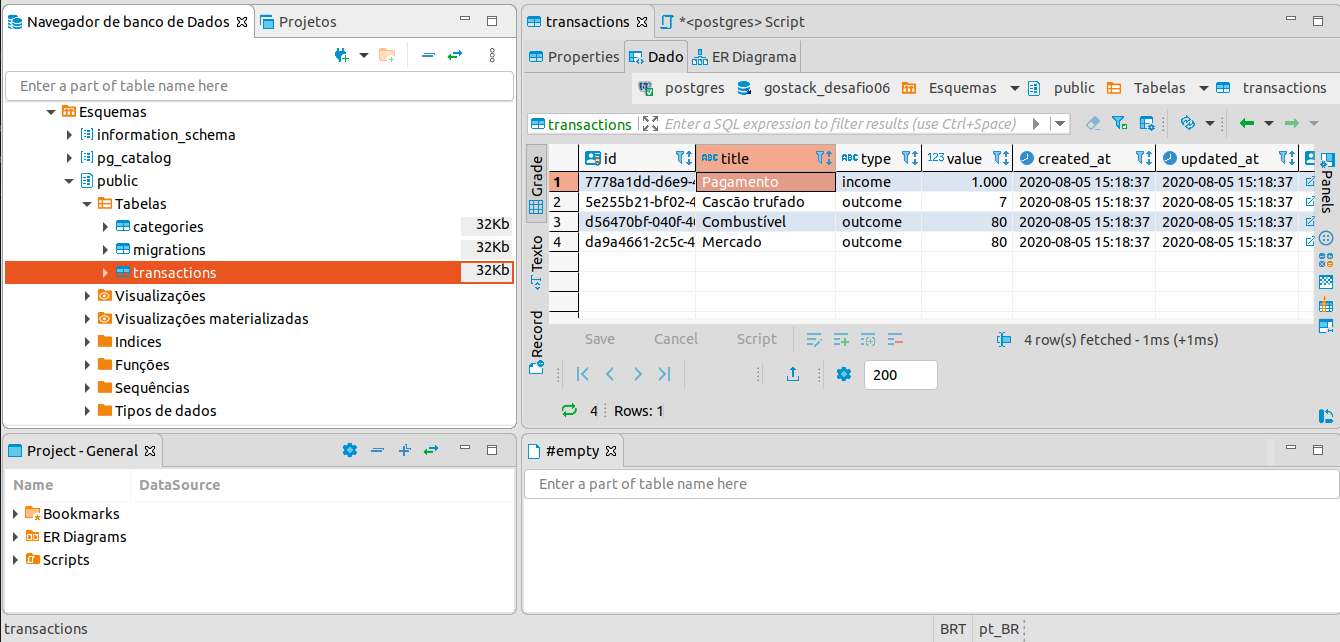 Navegador de banco de Dados
Projetos
Enter a part of table name here
Esquemas
information_schema
pg_catalog
public
Tabelas
categories 32Kb
migrations 32Kb
transactions 32Kb
Visualizações
Visualizações materializadas
Indices
Funções
Sequências
Tipos de dados
transactions
*<postgres> Script
Properties
Dado
ER Diagrama
postgres gostack_desafio06 Esquemas public Tabelas transactions
transactions Enter a SQL expression to filter results (use Ctrl+Space)
Grade
Texto
Record
id ABC title ABC type 123 value created_at updated_at
1 7778a1dd-d6e9-4 Pagamento income 1.000 2020-08-05 15:18:37 2020-08-05 15:18:37
2 5e255b21-bf02-4 Cascão trufado outcome 7 2020-08-05 15:18:37 2020-08-05 15:18:37
3 d56470bf-040f-46 Combustível outcome 80 2020-08-05 15:18:37 2020-08-05 15:18:37
4 da9a4661-2c5c-4 Mercado outcome 80 2020-08-05 15:18:37 2020-08-05 15:18:37
Panels
Save Cancel Script 4 row(s) fetched - 1ms (+1ms)
200
4 Rows: 1
Project - General
Name DataSource
Bookmarks
ER Diagrams
Scripts
#empty
Enter a part of table name here
transactions BRT pt_BR